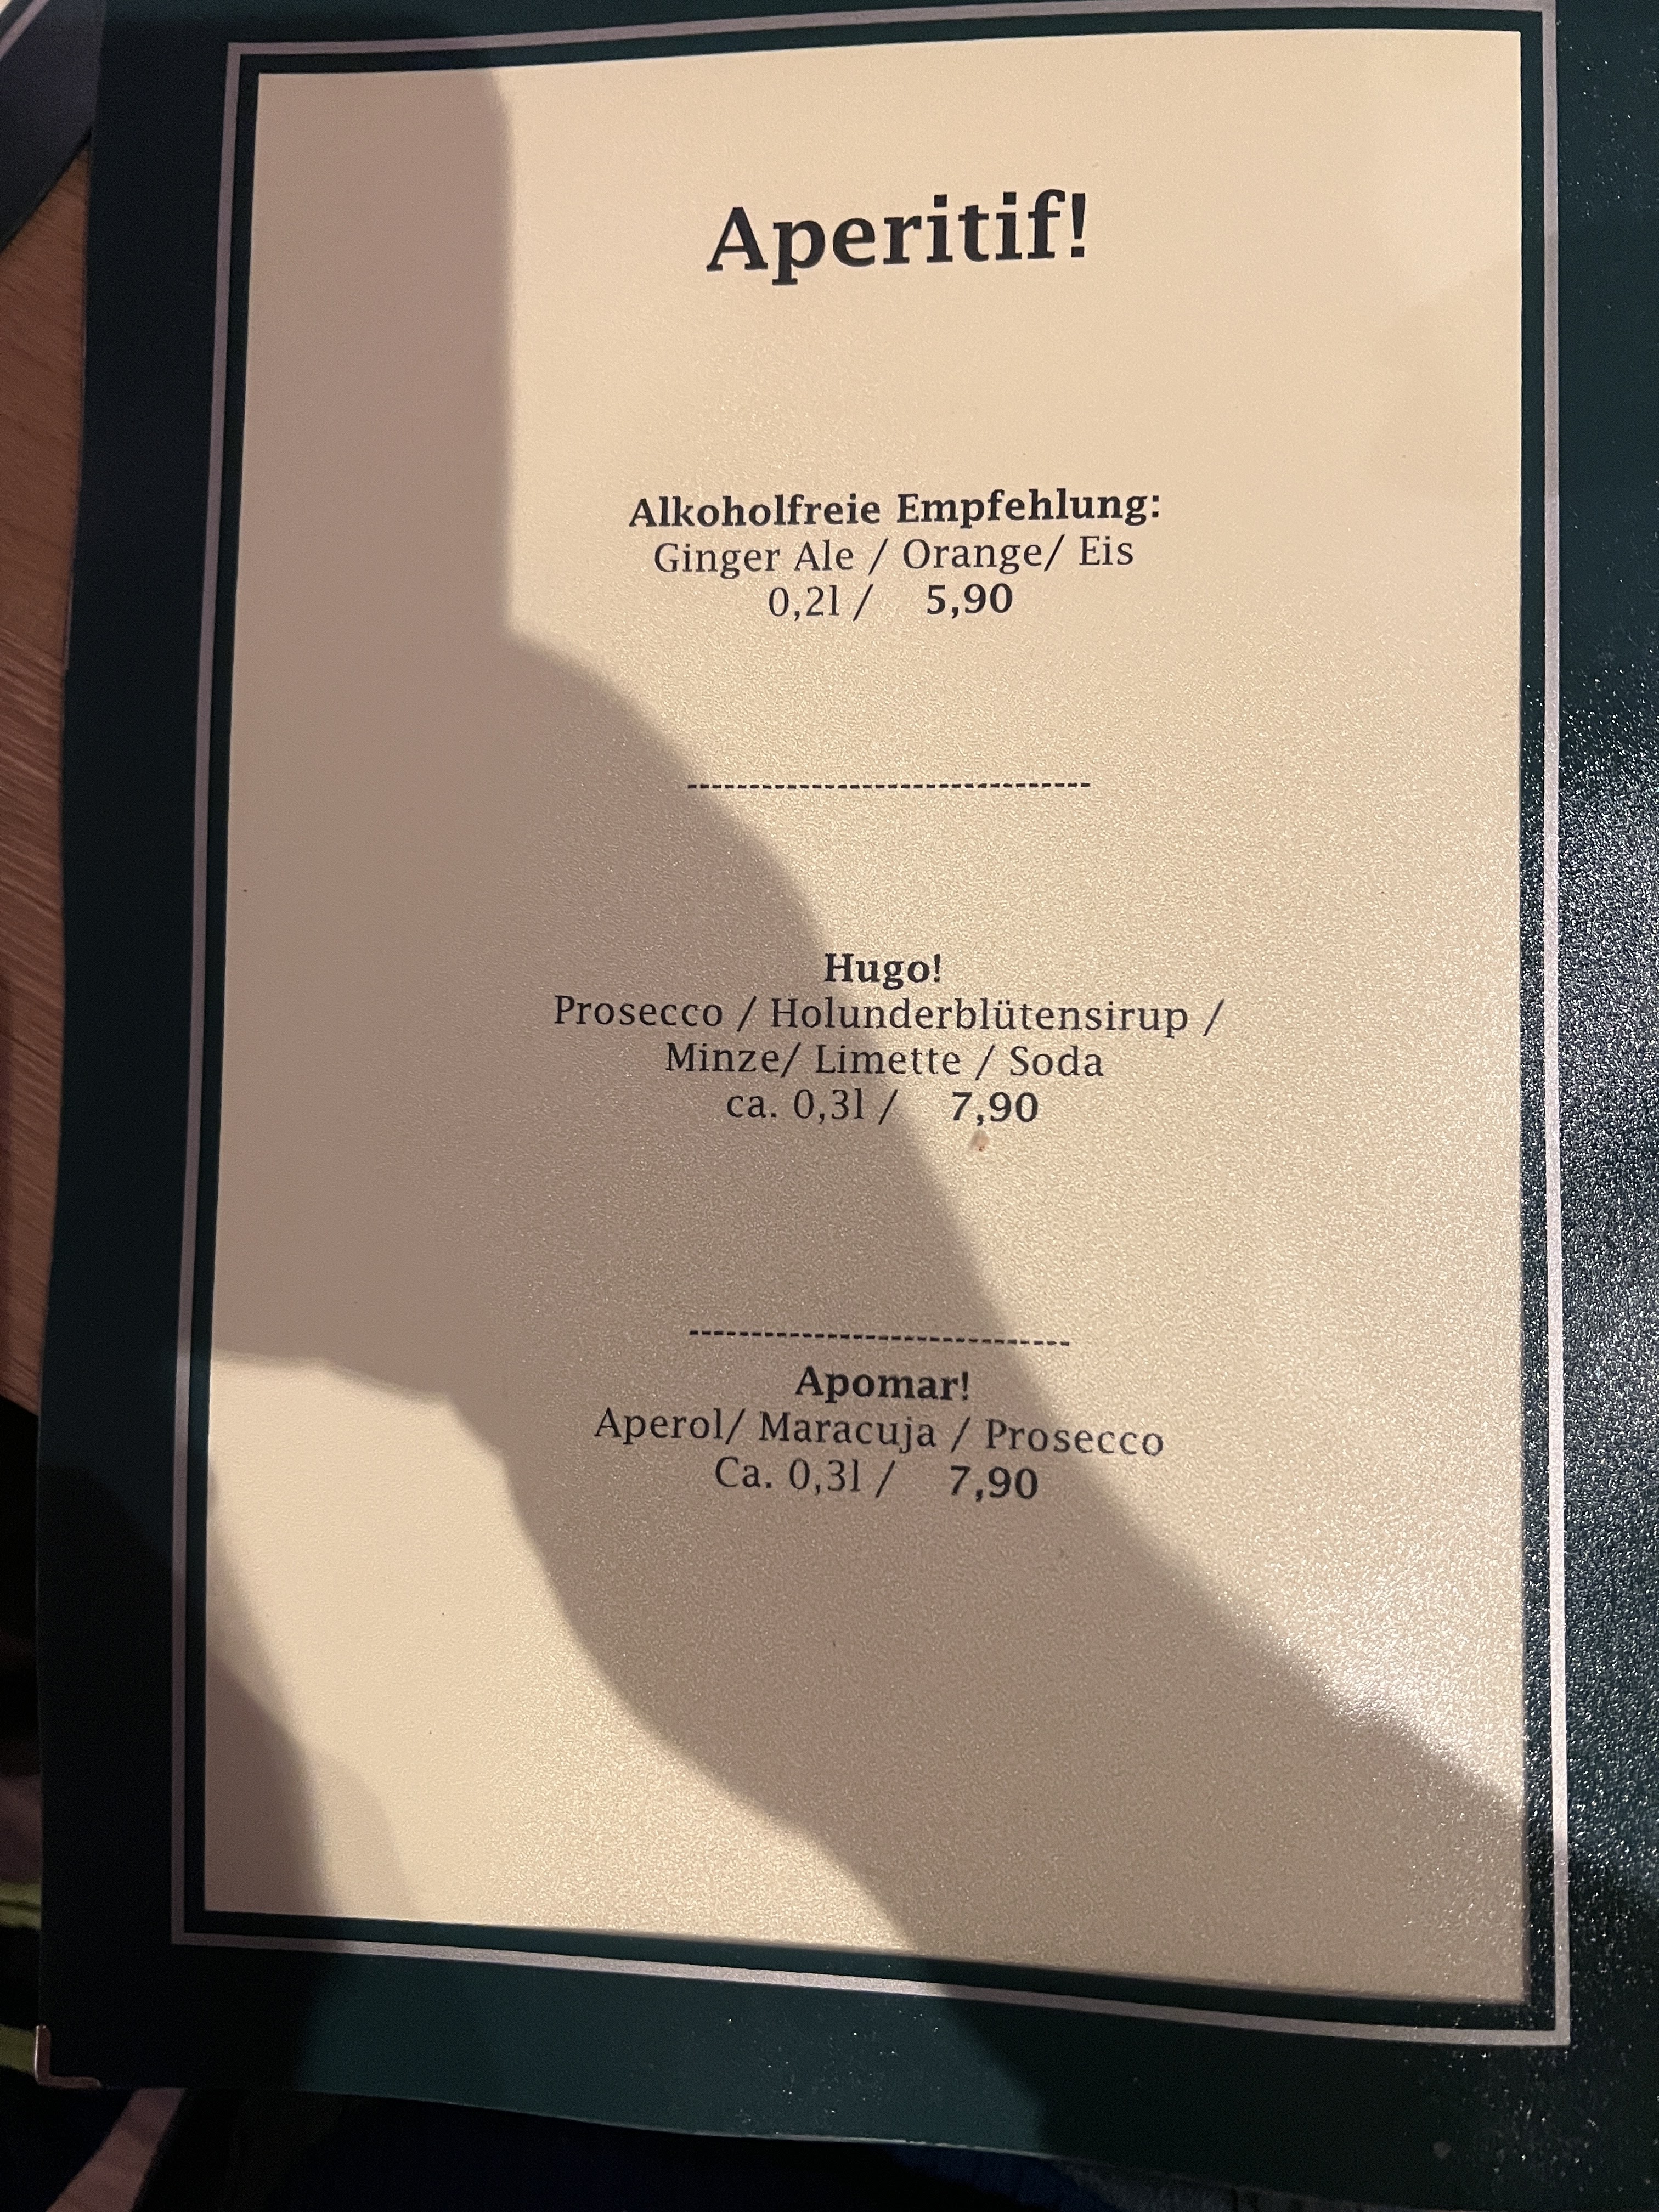 Aperitif!
Alkoholfreie Empfehlung:
Ginger Ale / Orange/ Eis
0,2l / 5,90
--------------------------------
Hugo!
Prosecco / Holunderblütensirup /
Minze/ Limette / Soda
ca. 0,3l / 7,90
-------------------------------
Apomar!
Aperol/ Maracuja / Prosecco
Ca. 0,3l / 7,90